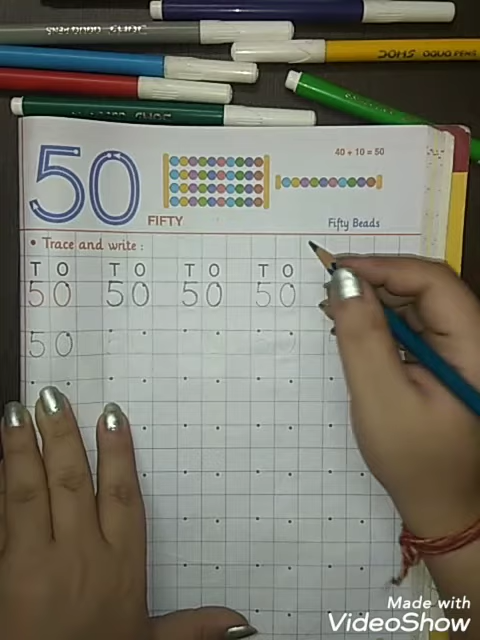 50
FIFTY
40 + 10 = 50
Fifty Beads
• Trace and write :
T O T O T O T O
50 50 50 50
50
Made with
VideoShow